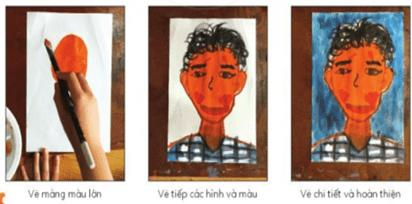 Vẽ mảng màu lớn
Vẽ tiếp các hình và màu
Vẽ chi tiết và hoàn thiện